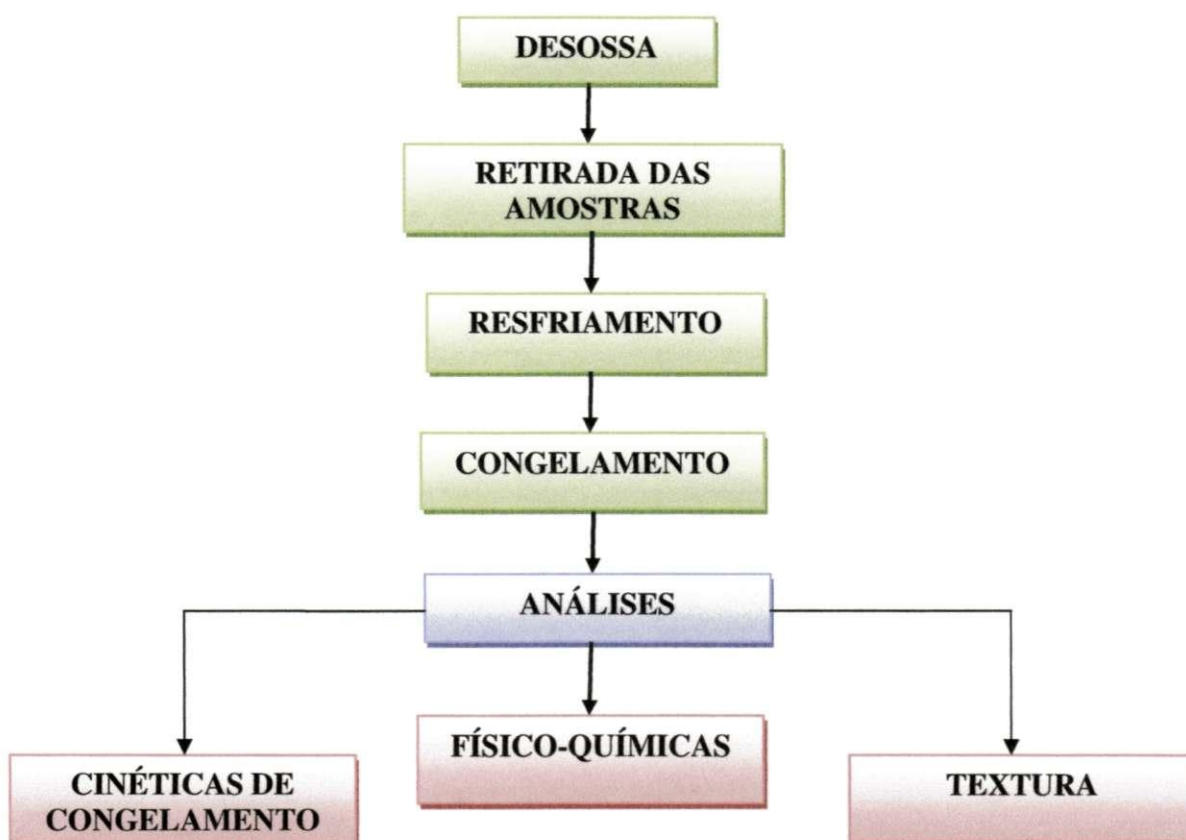 DESOSSA
RETIRADA DAS
AMOSTRAS
RESFRIAMENTO
CONGELAMENTO
ANÁLISES
FÍSICO-QUÍMICAS
CINÉTICAS DE
CONGELAMENTO
TEXTURA